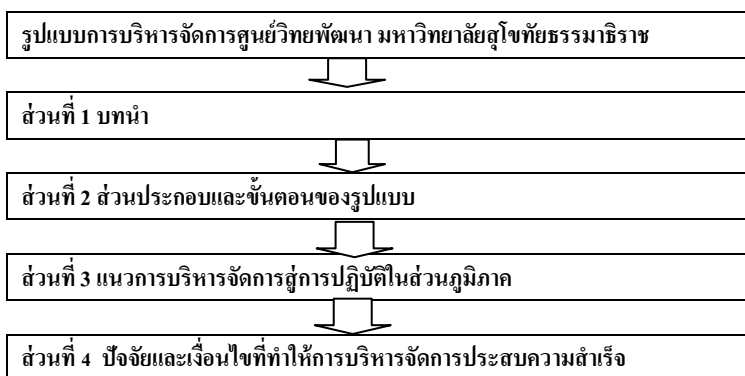 รูปแบบการบริหารจัดการศูนย์วิทยพัฒนา มหาวิทยาลัยสุโขทัยธรรมาธิราช
ส่วนที่ 1 บทนำ
ส่วนที่ 2 ส่วนประกอบและขั้นตอนของรูปแบบ
ส่วนที่ 3 แนวการบริหารจัดการสู่การปฏิบัติในส่วนภูมิภาค
ส่วนที่ 4 ปัจจัยและเงื่อนไขที่ทำให้การบริหารจัดการประสบความสำเร็จ